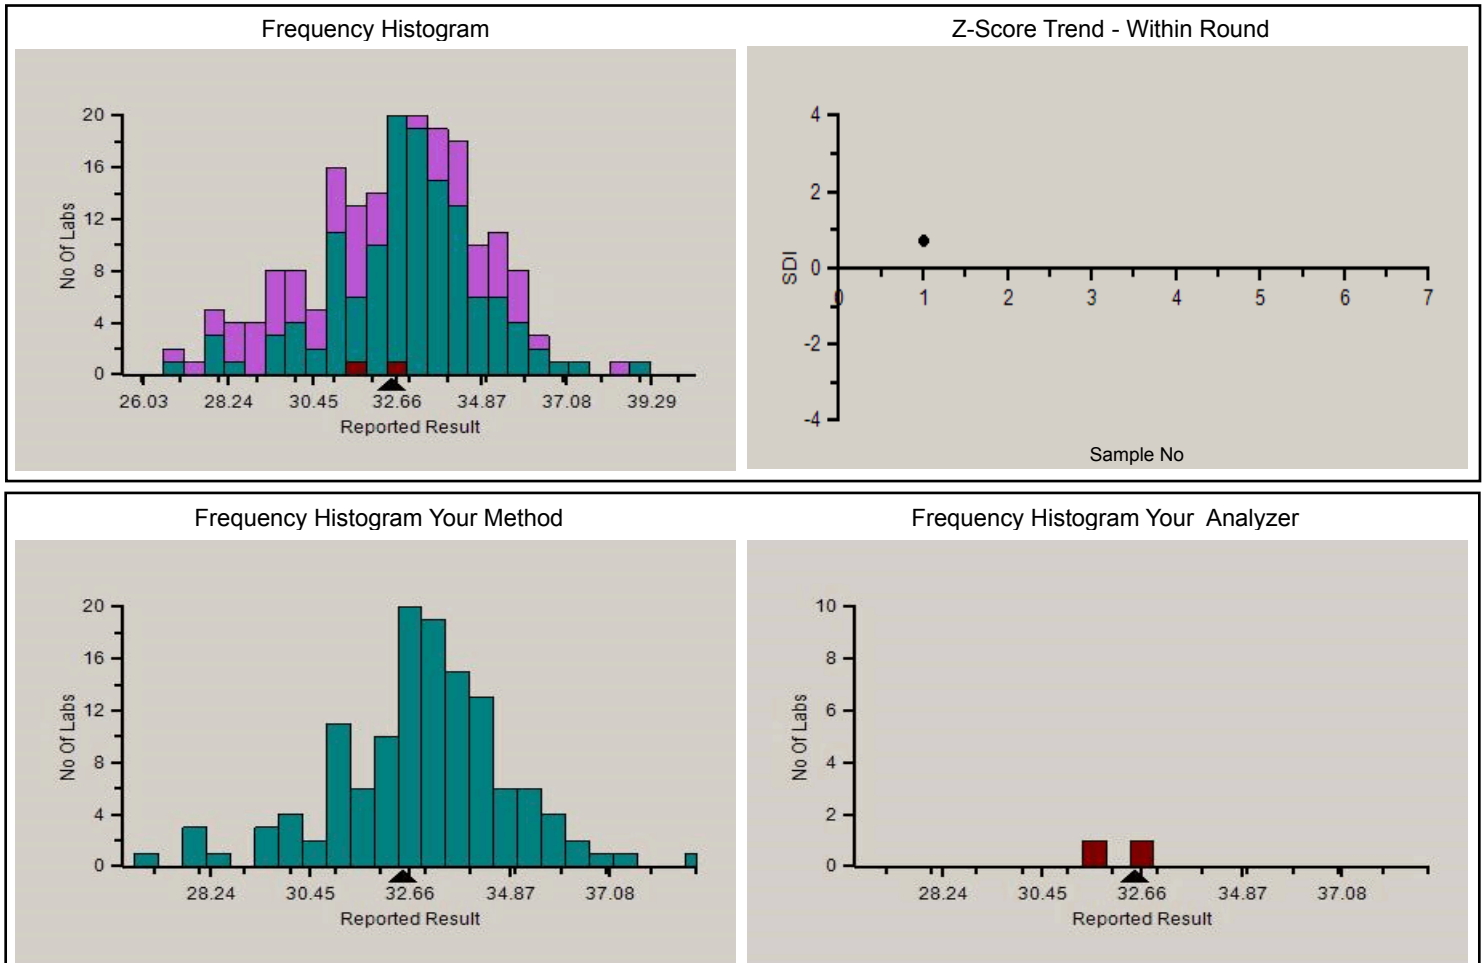 Frequency Histogram
20
16
12
8
4
0
No Of Labs
26.03 28.24 30.45 32.66 34.87 37.08 39.29
Reported Result
Z-Score Trend - Within Round
4
2
0
-2
-4
SDI
0 1 2 3 4 5 6 7
Sample No
Frequency Histogram Your Method
20
16
12
8
4
0
No Of Labs
28.24 30.45 32.66 34.87 37.08
Reported Result
Frequency Histogram Your Analyzer
10
8
6
4
2
0
No Of Labs
28.24 30.45 32.66 34.87 37.08
Reported Result